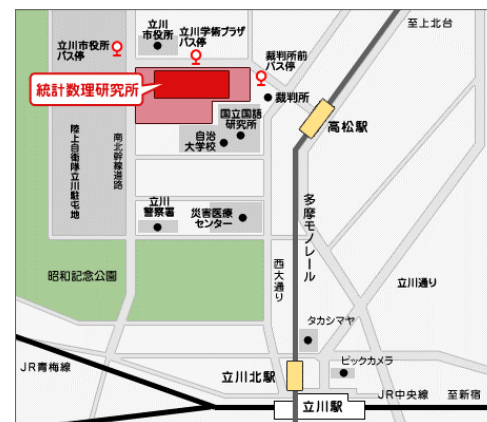 立川市役所
バス停
立川
市役所
立川学術プラザ
バス停
裁判所前
バス停
至上北台
統計数理研究所
裁判所
国立国語
研究所
自治
大学校
高松駅
陸上自衛隊立川駐屯地
南北幹線道路
立川
警察署
災害医療
センター
多摩モノレール
西大通り
昭和記念公園
立川通り
タカシマヤ
ビックカメラ
立川北駅
JR青梅線
JR中央線
至新宿
立川駅